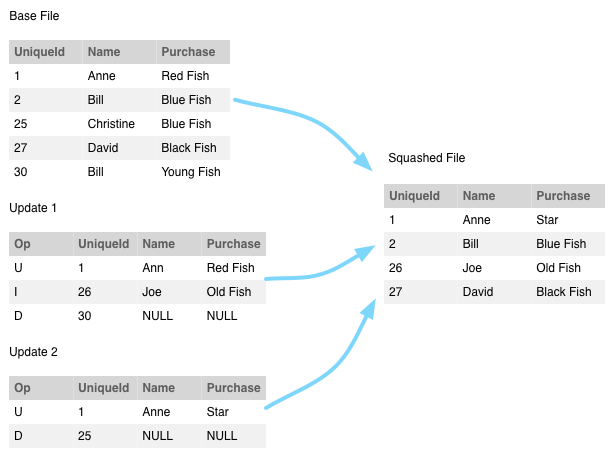 Base File
UniqueId Name Purchase
1 Anne Red Fish
2 Bill Blue Fish
25 Christine Blue Fish
27 David Black Fish
30 Bill Young Fish
Update 1
Op UniqueId Name Purchase
U 1 Ann Red Fish
I 26 Joe Old Fish
D 30 NULL NULL
Update 2
Op UniqueId Name Purchase
U 1 Anne Star
D 25 NULL NULL
Squashed File
UniqueId Name Purchase
1 Anne Star
2 Bill Blue Fish
26 Joe Old Fish
27 David Black Fish